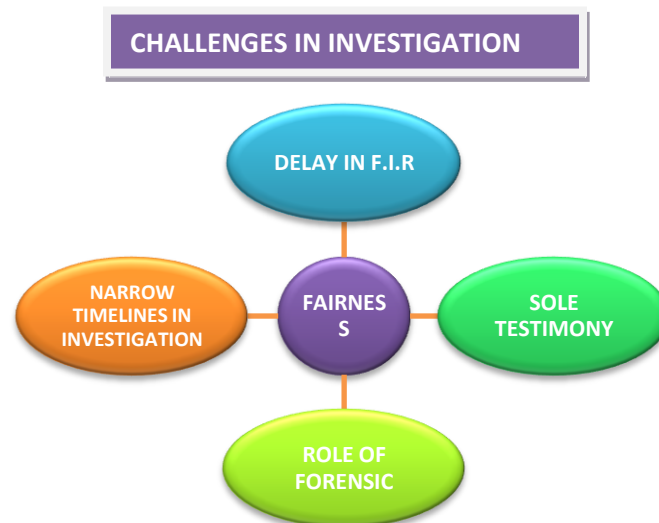 CHALLENGES IN INVESTIGATION
DELAY IN F.I.R
NARROW
TIMELINES IN
INVESTIGATION
FAIRNES
S
SOLE
TESTIMONY
ROLE OF
FORENSIC